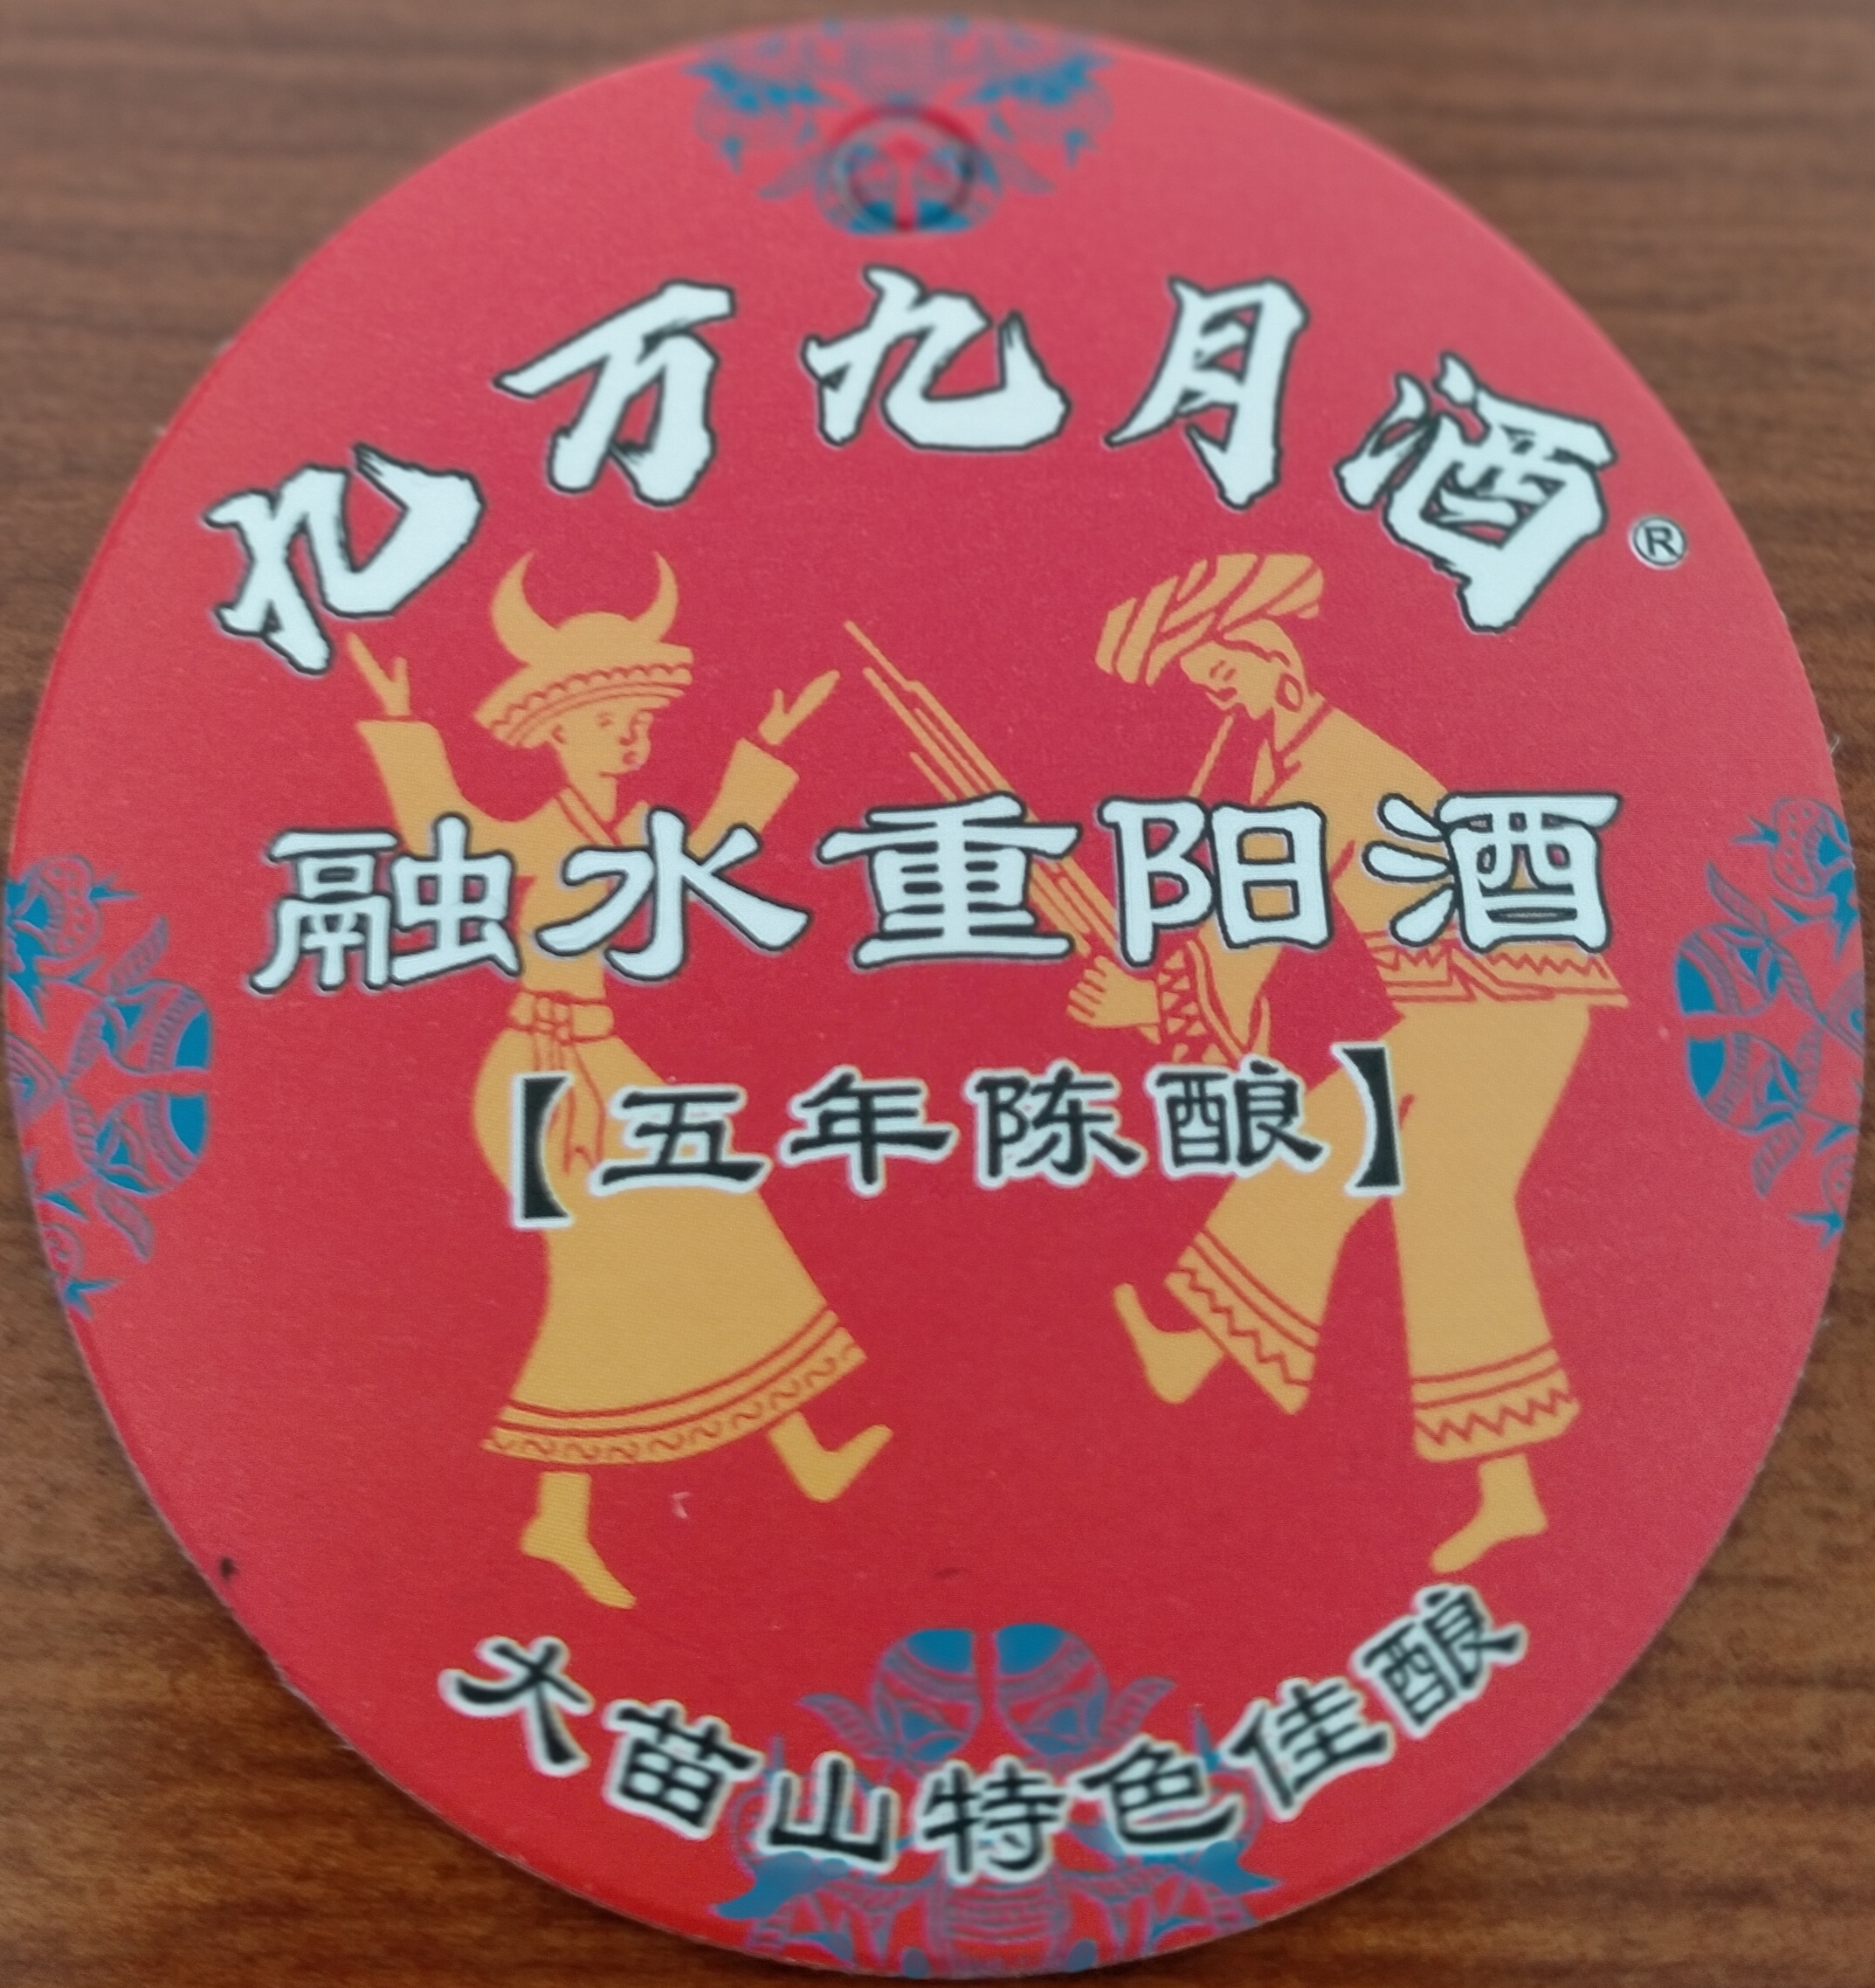 九万九月酒®
融水重阳酒
【五年陈酿】
大苗山特色佳酿